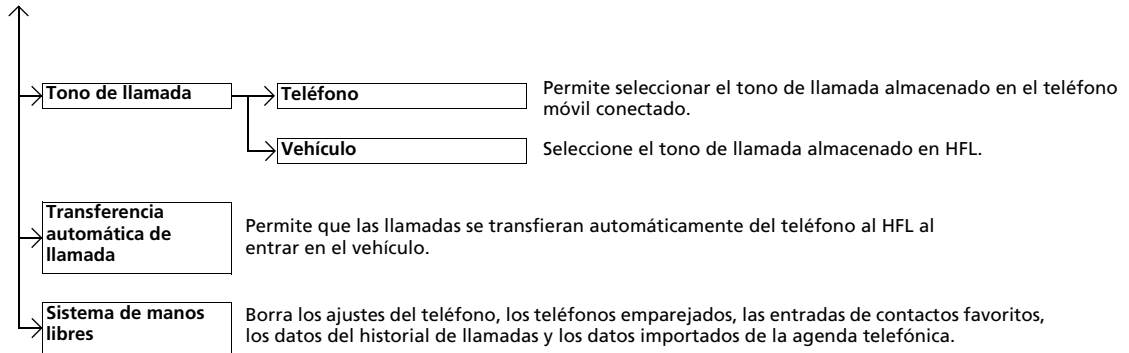 Tono de llamada
Teléfono
Permite seleccionar el tono de llamada almacenado en el teléfono
móvil conectado.
Vehículo
Seleccione el tono de llamada almacenado en HFL.
Transferencia
automática de
llamada
Permite que las llamadas se transfieran automáticamente del teléfono al HFL al
entrar en el vehículo.
Sistema de manos
libres
Borra los ajustes del teléfono, los teléfonos emparejados, las entradas de contactos favoritos,
los datos del historial de llamadas y los datos importados de la agenda telefónica.